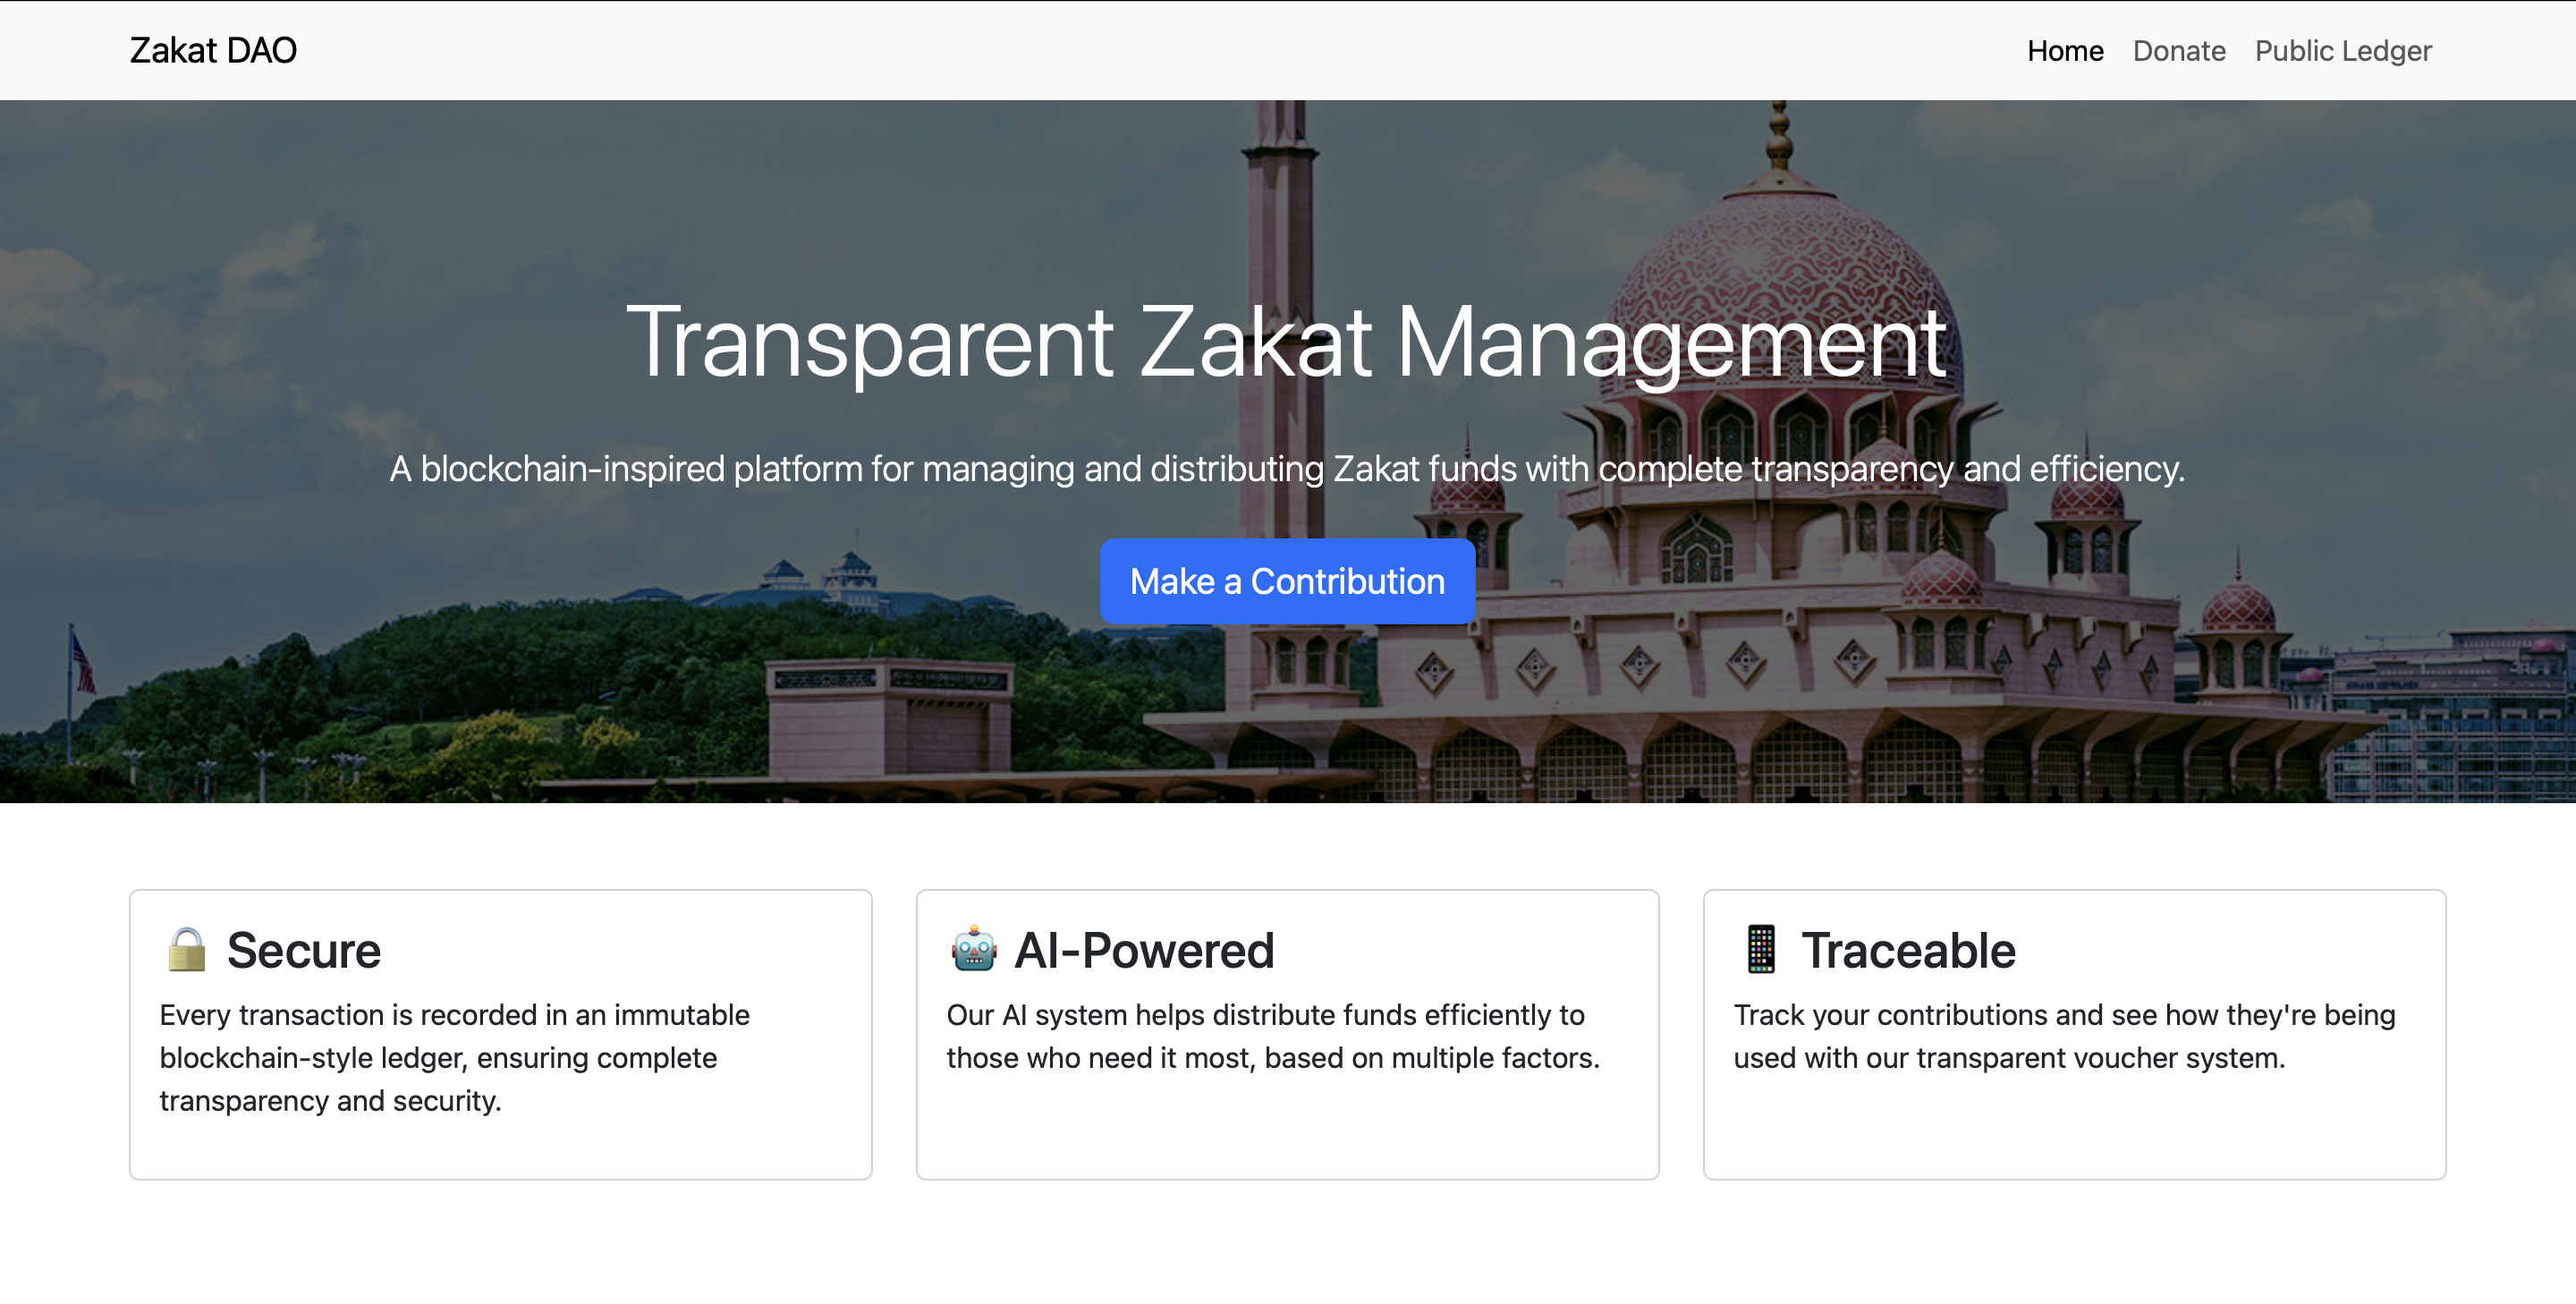 Zakat DAO
Home Donate Public Ledger
Transparent Zakat Management
A blockchain-inspired platform for managing and distributing Zakat funds with complete transparency and efficiency.
Make a Contribution
🔒 Secure
Every transaction is recorded in an immutable
blockchain-style ledger, ensuring complete
transparency and security.
🤖 AI-Powered
Our AI system helps distribute funds efficiently to
those who need it most, based on multiple factors.
📱 Traceable
Track your contributions and see how they're being
used with our transparent voucher system.